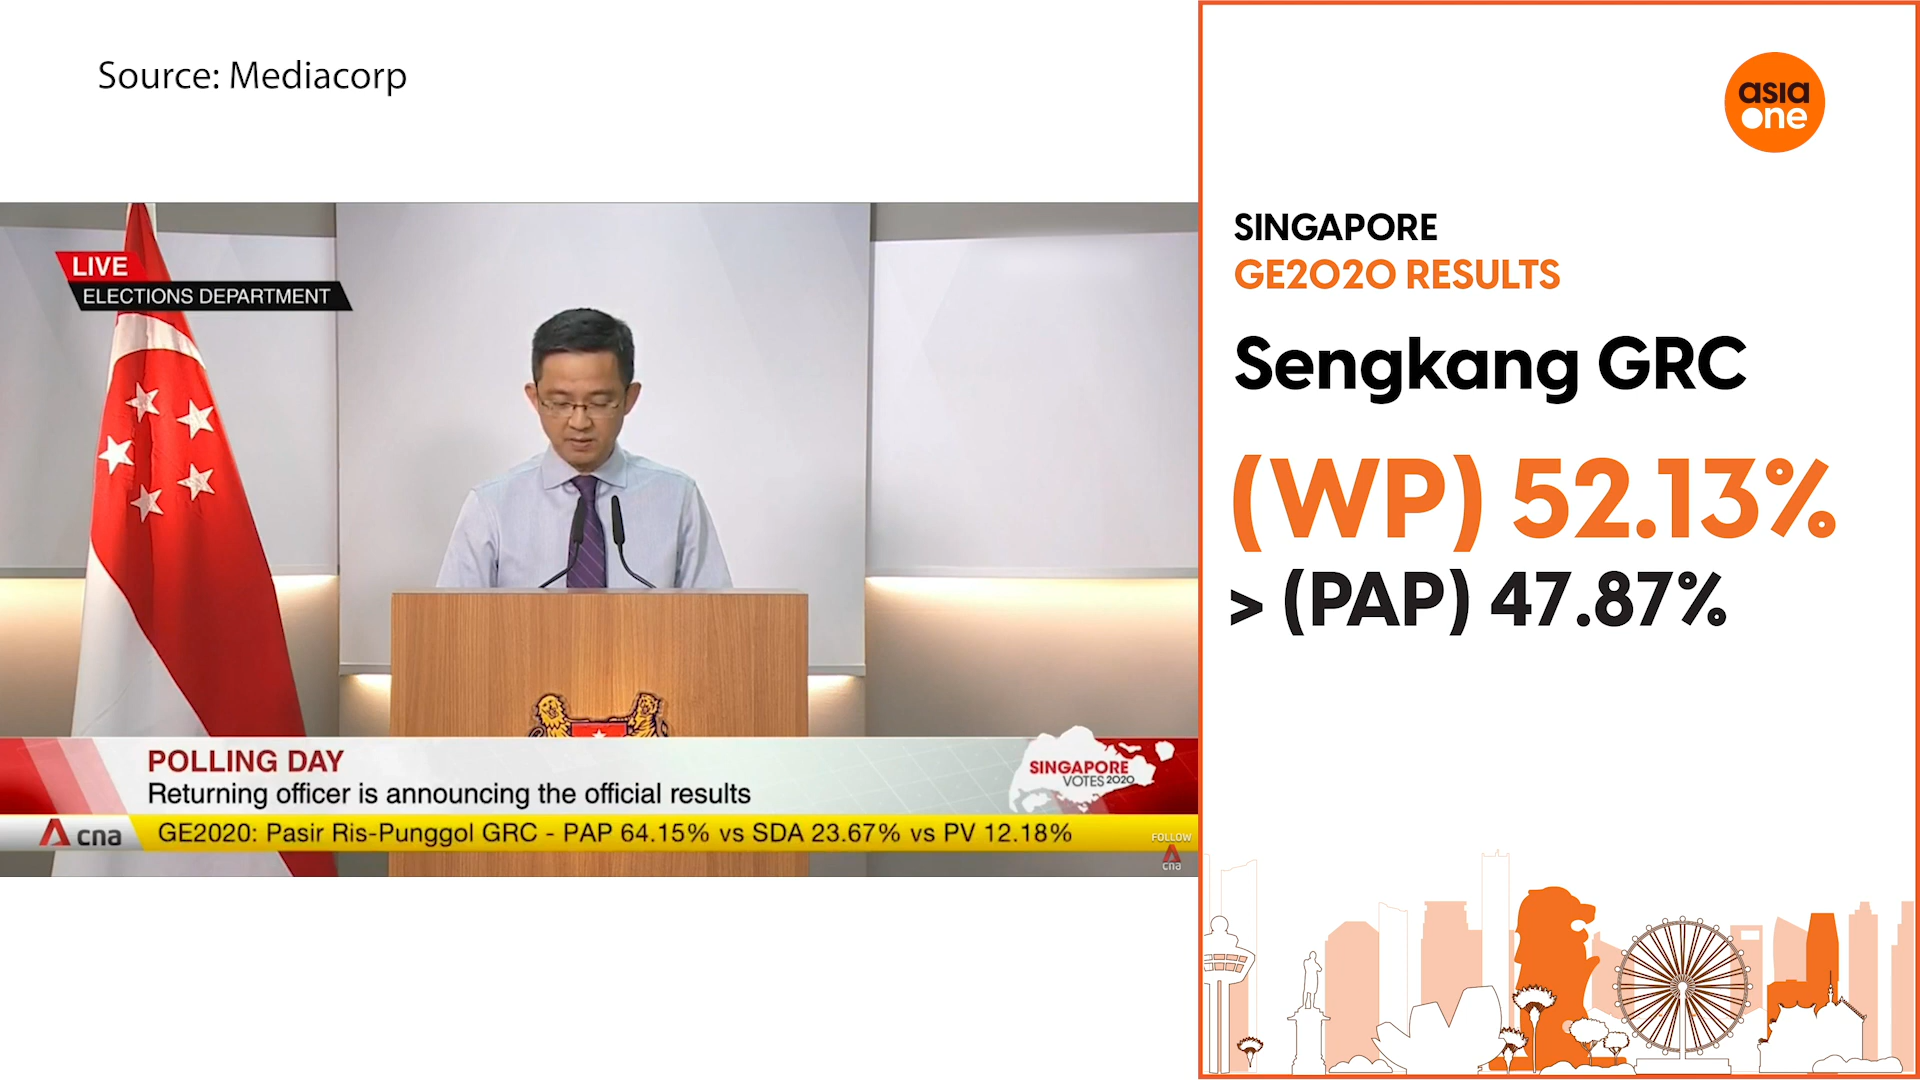 Source: Mediacorp
LIVE
ELECTIONS DEPARTMENT
POLLING DAY
Returning officer is announcing the official results
SINGAPORE
VOTES 2020
cna
GE2020: Pasir Ris-Punggol GRC - PAP 64.15% vs SDA 23.67% vs PV 12.18%
FOLLOW
cna
asia
one
SINGAPORE
GE2020 RESULTS
Sengkang GRC
(WP) 52.13%
> (PAP) 47.87%